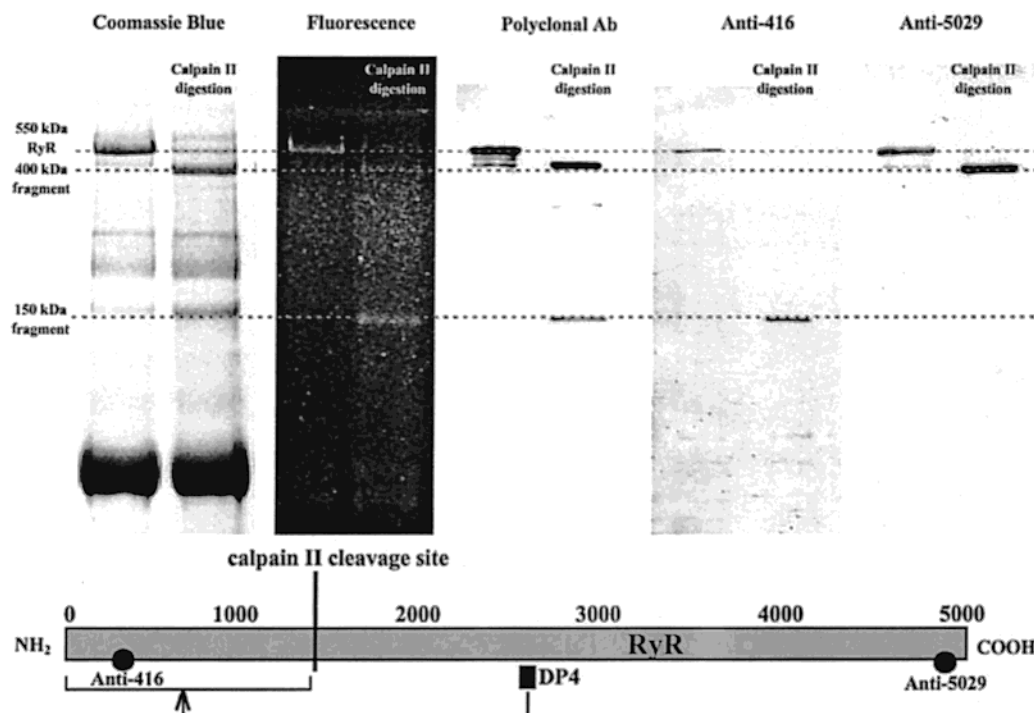 Coomassie Blue Fluorescence Polyclonal Ab Anti-416 Anti-5029
Calpain II Calpain II Calpain II Calpain II Calpain II
digestion digestion digestion digestion digestion
550 kDa
RyR
400 kDa
fragment
150 kDa
fragment
calpain II cleavage site
0 1000 2000 3000 4000 5000
NH₂ RyR COOH
Anti-416 DP4 Anti-5029